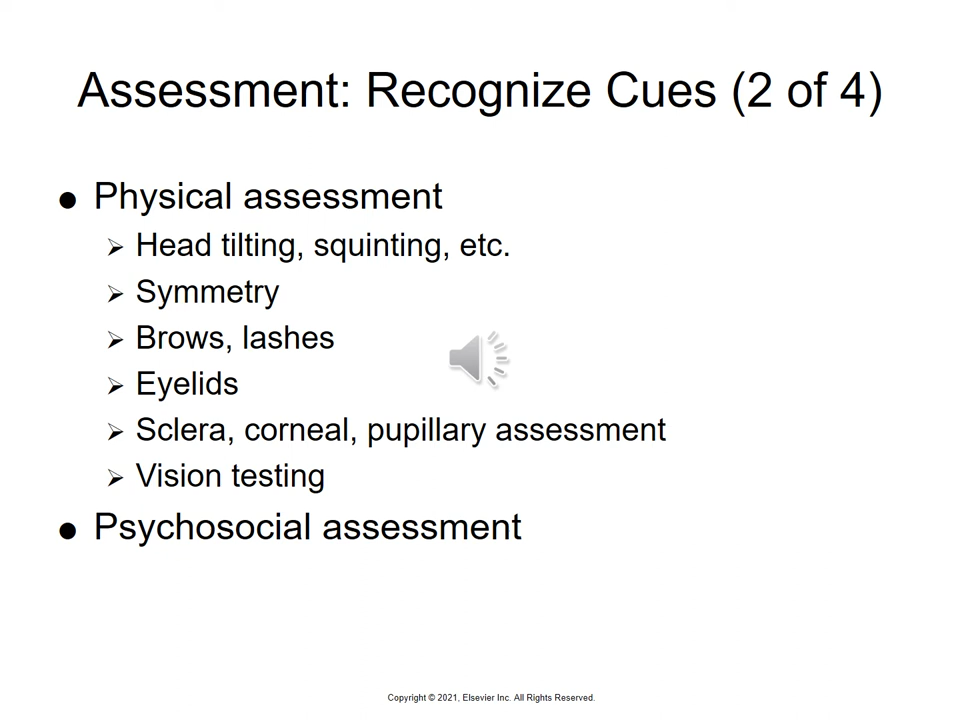 Assessment: Recognize Cues (2 of 4)
Physical assessment
Head tilting, squinting, etc.
Symmetry
Brows, lashes
Eyelids
Sclera, corneal, pupillary assessment
Vision testing
Psychosocial assessment
Copyright © 2021, Elsevier Inc. All Rights Reserved.